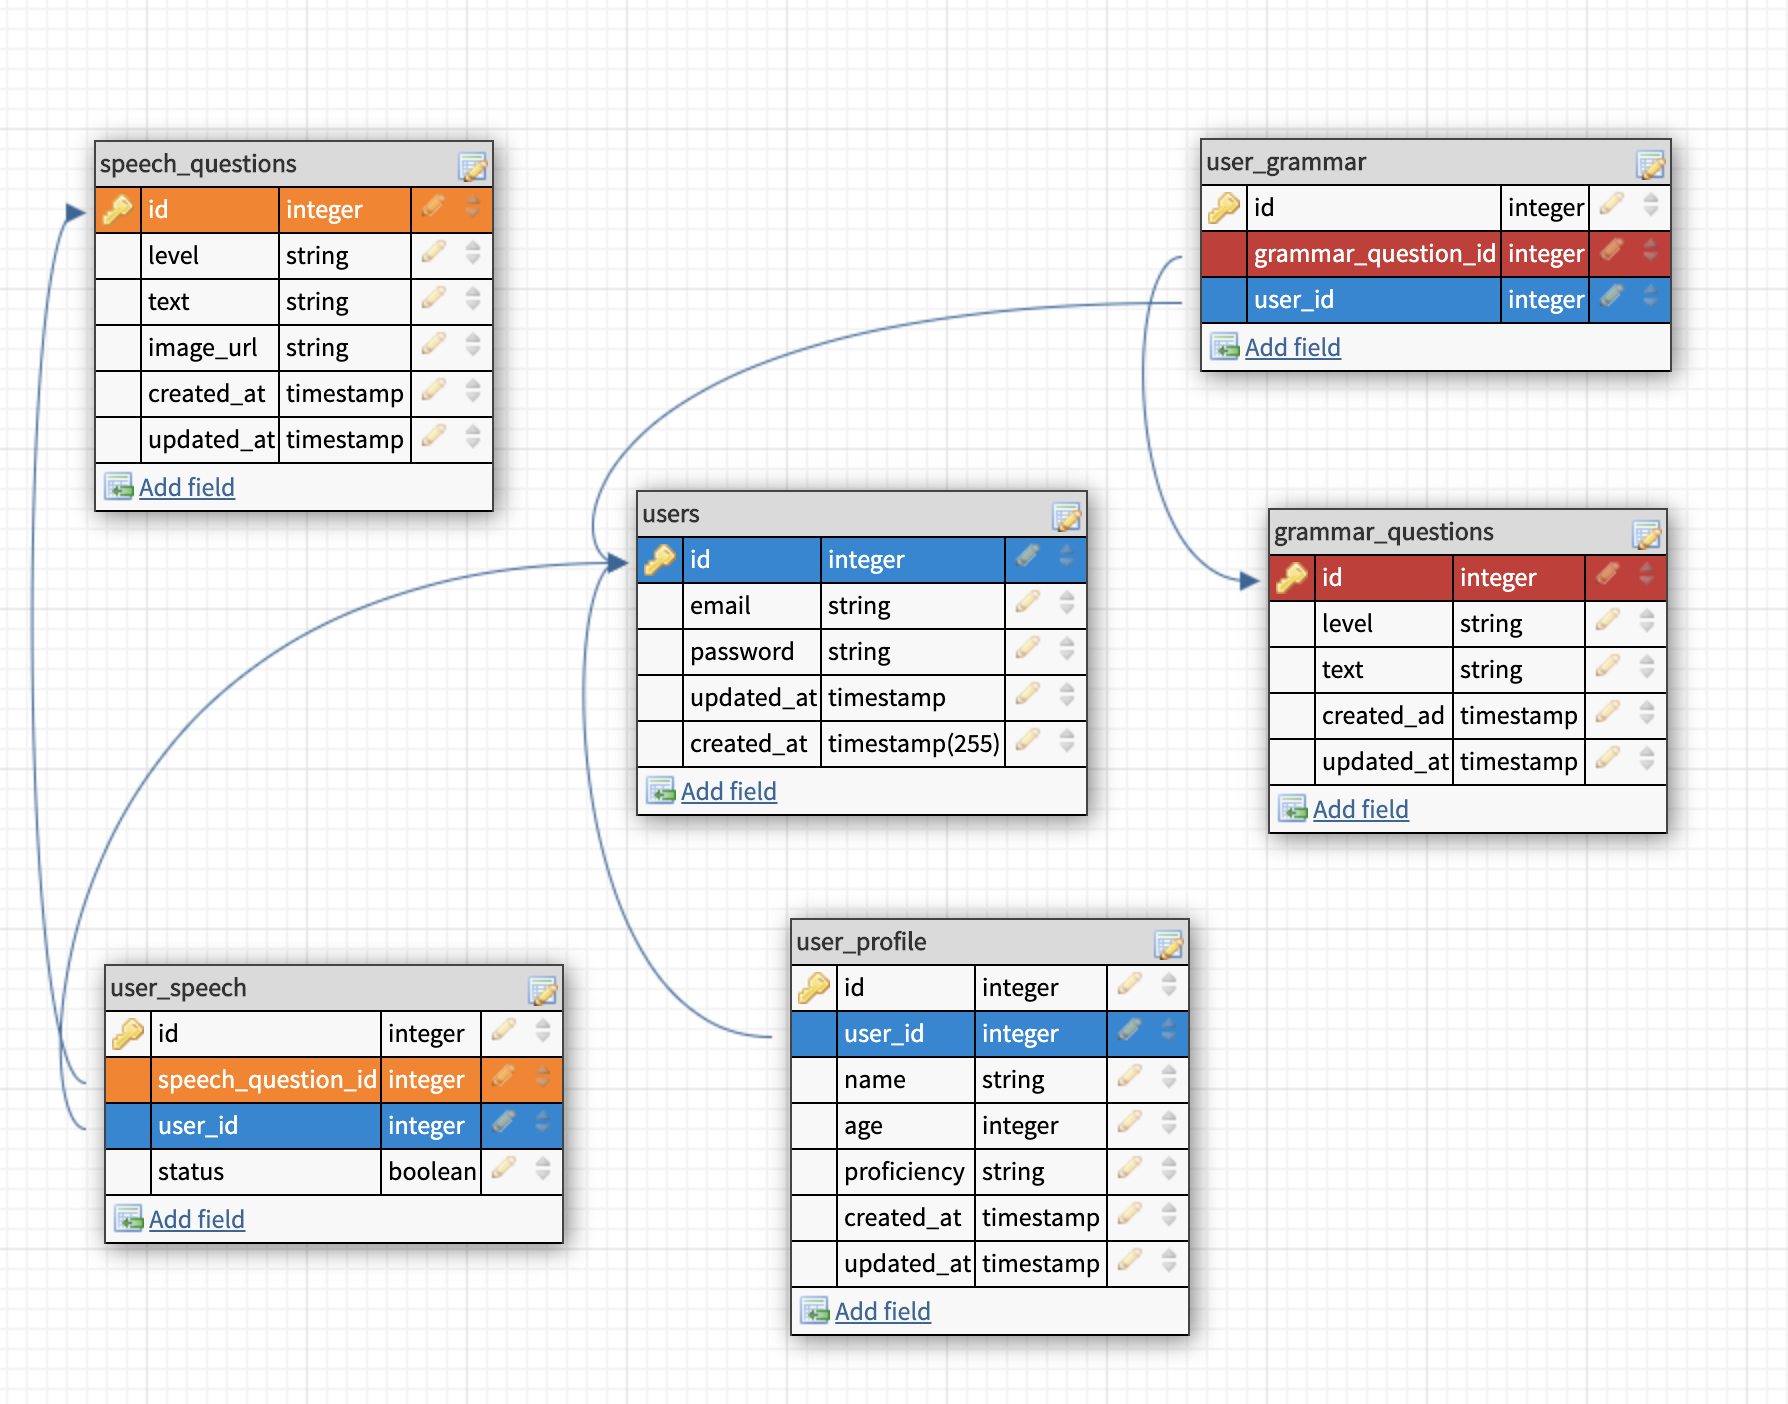 speech_questions
id integer
level string
text string
image_url string
created_at timestamp
updated_at timestamp
Add field
user_grammar
id integer
grammar_question_id integer
user_id integer
Add field
users
id integer
email string
password string
updated_at timestamp
created_at timestamp(255)
Add field
grammar_questions
id integer
level string
text string
created_ad timestamp
updated_at timestamp
Add field
user_speech
id integer
speech_question_id integer
user_id integer
status boolean
Add field
user_profile
id integer
user_id integer
name string
age integer
proficiency string
created_at timestamp
updated_at timestamp
Add field